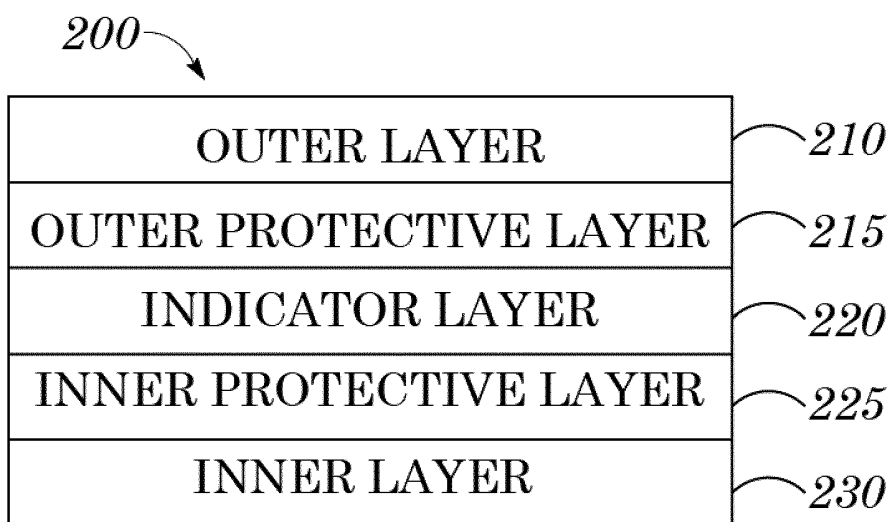 200
OUTER LAYER 210
OUTER PROTECTIVE LAYER 215
INDICATOR LAYER 220
INNER PROTECTIVE LAYER 225
INNER LAYER 230